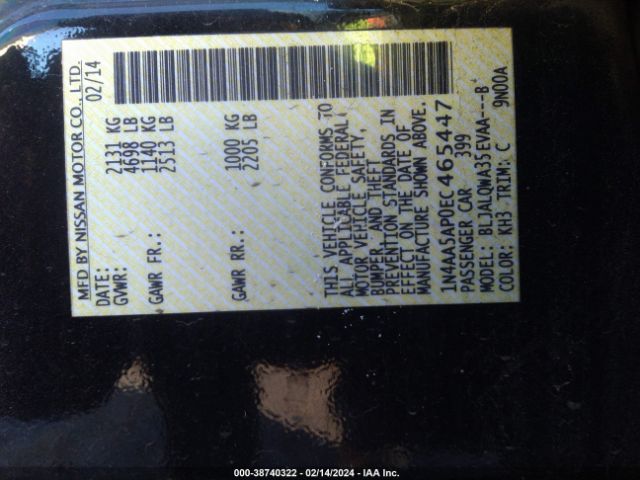 MFD BY NISSAN MOTOR CO., LTD.
DATE: 02/14
GVWR: 2131 KG
4698 LB
GAWR FR.: 1140 KG
2513 LB
GAWR RR.: 1000 KG
2205 LB
THIS VEHICLE CONFORMS TO
ALL APPLICABLE FEDERAL
MOTOR VEHICLE SAFETY,
BUMPER, AND THEFT
PREVENTION STANDARDS IN
EFFECT ON THE DATE OF
MANUFACTURE SHOWN ABOVE.
1N4AA5AP0EC465447
PASSENGER CAR 399
MODEL: BLJALQWA35EVAA---B
COLOR: KH3 TRIM: C 9N00A
000-38740322 - 02/14/2024 - IAA Inc.